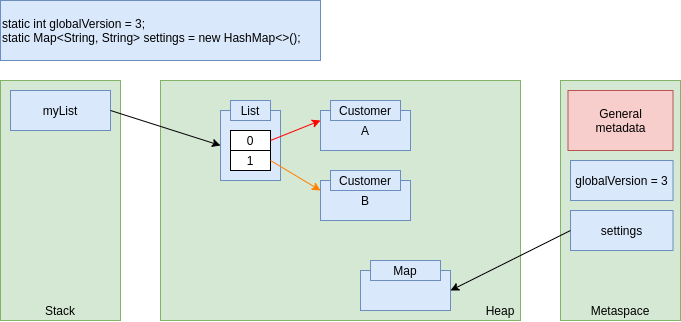 static int globalVersion = 3;
static Map<String, String> settings = new HashMap<>();
myList
List
0
1
Customer
A
Customer
B
Map
General
metadata
globalVersion = 3
settings
Stack
Heap
Metaspace